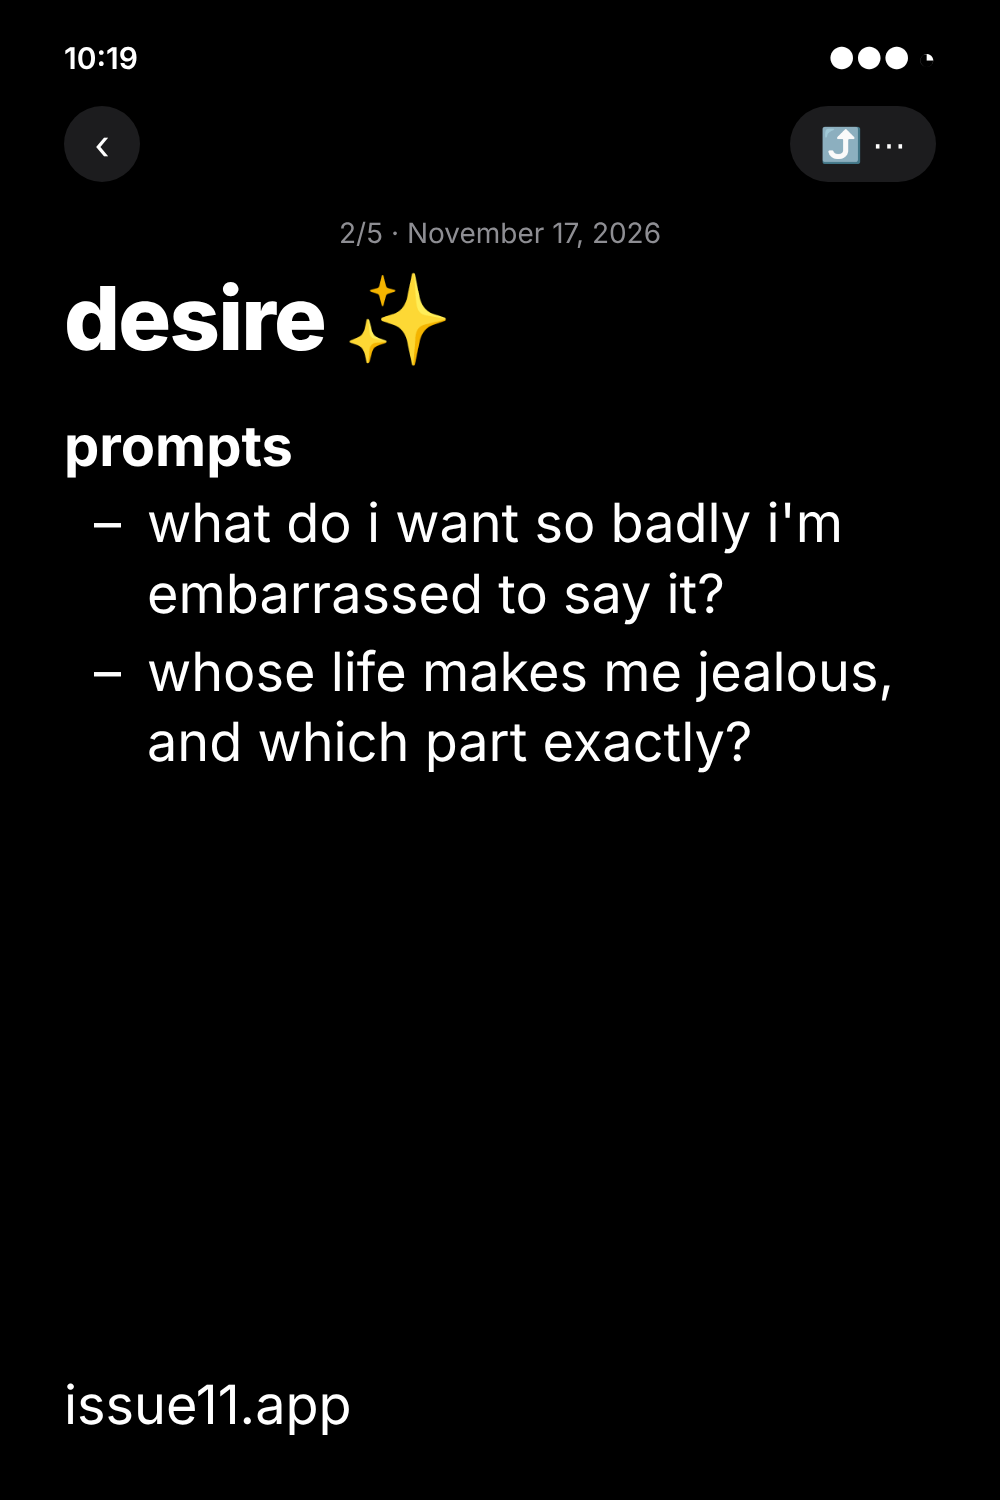 10:19
2/5 · November 17, 2026
desire ✨
prompts
– what do i want so badly i'm
embarrassed to say it?
– whose life makes me jealous,
and which part exactly?
issue11.app